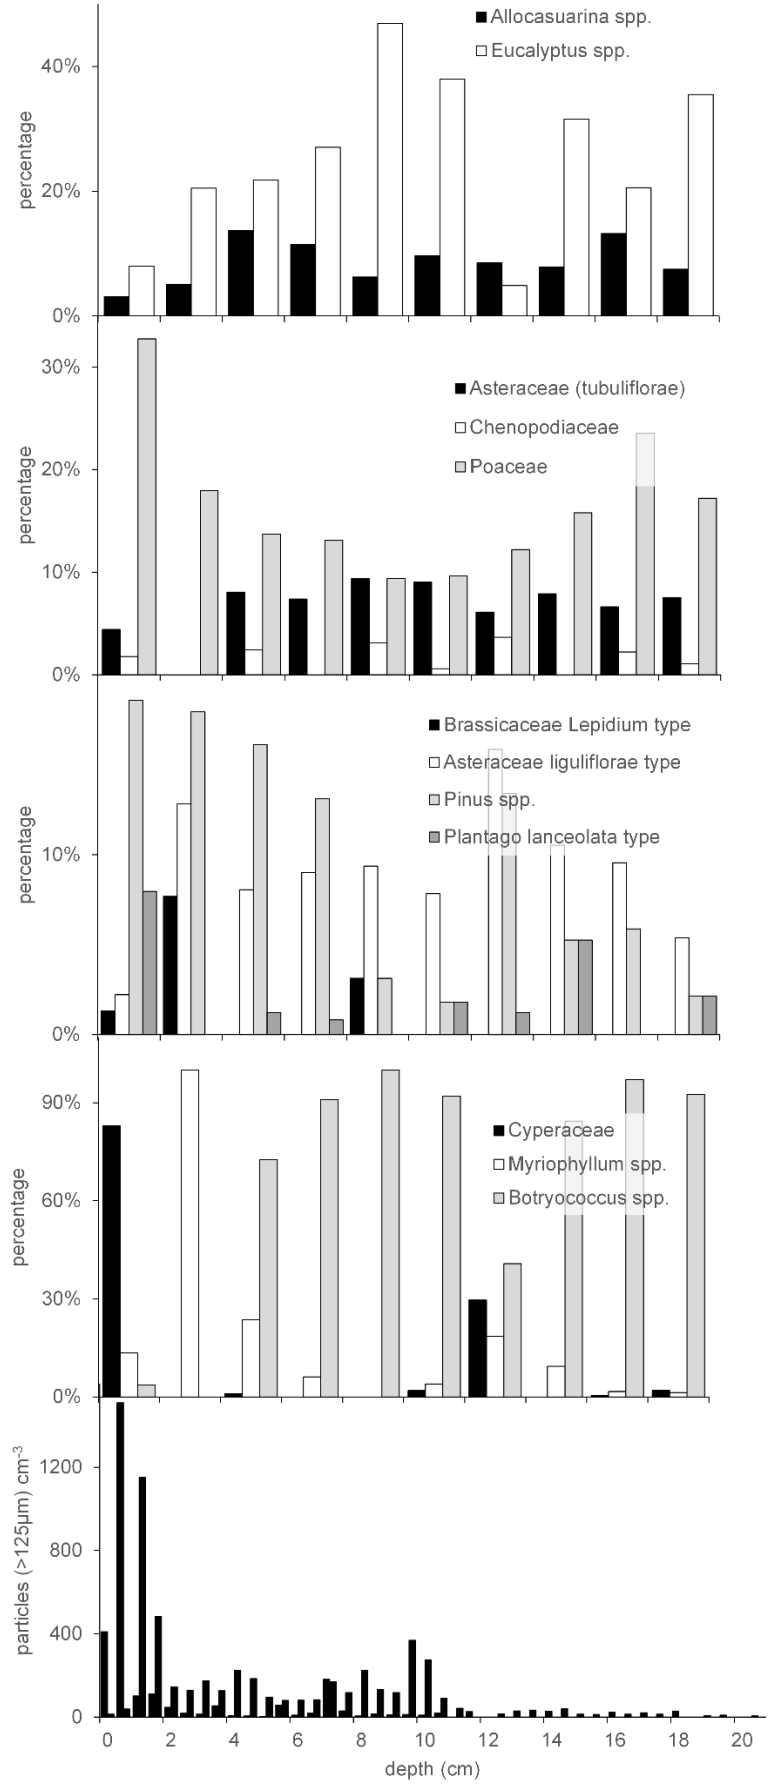 Allocasuarina spp.
Eucalyptus spp.
40%
20%
0%
percentage
Asteraceae (tubuliflorae)
Chenopodiaceae
Poaceae
30%
20%
10%
0%
percentage
Brassicaceae Lepidium type
Asteraceae liguliflorae type
Pinus spp.
Plantago lanceolata type
10%
0%
percentage
Cyperaceae
Myriophyllum spp.
Botryococcus spp.
90%
60%
30%
0%
percentage
1200
800
400
0
particles (>125µm) cm⁻³
0 2 4 6 8 10 12 14 16 18 20
depth (cm)